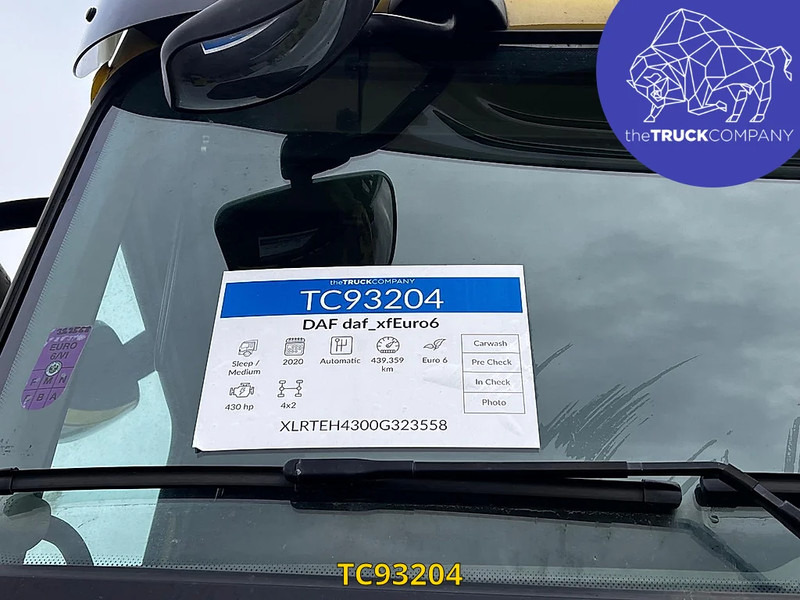 theTRUCKCOMPANY
theTRUCKCOMPANY
TC93204
DAF daf_xfEuro6
Sleep / Medium
2020
Automatic
439.359 km
Euro 6
430 hp
4x2
Carwash
Pre Check
In Check
Photo
XLRTEH4300G323558
EURO
6/VI
F M H
F B A
TC93204